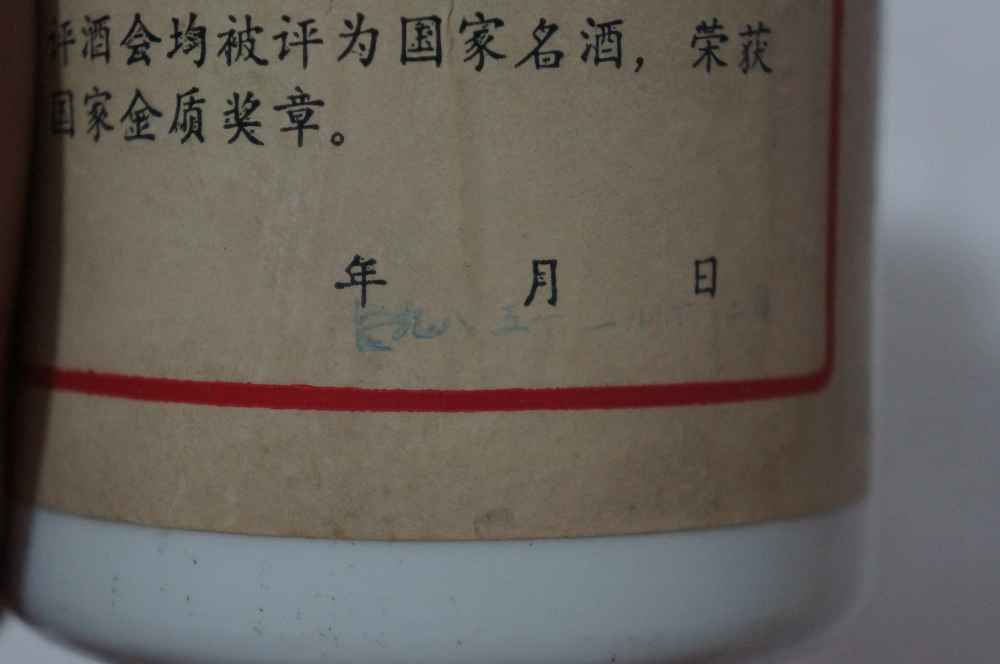 评酒会均被评为国家名酒，荣获
国家金质奖章。
年 月 日